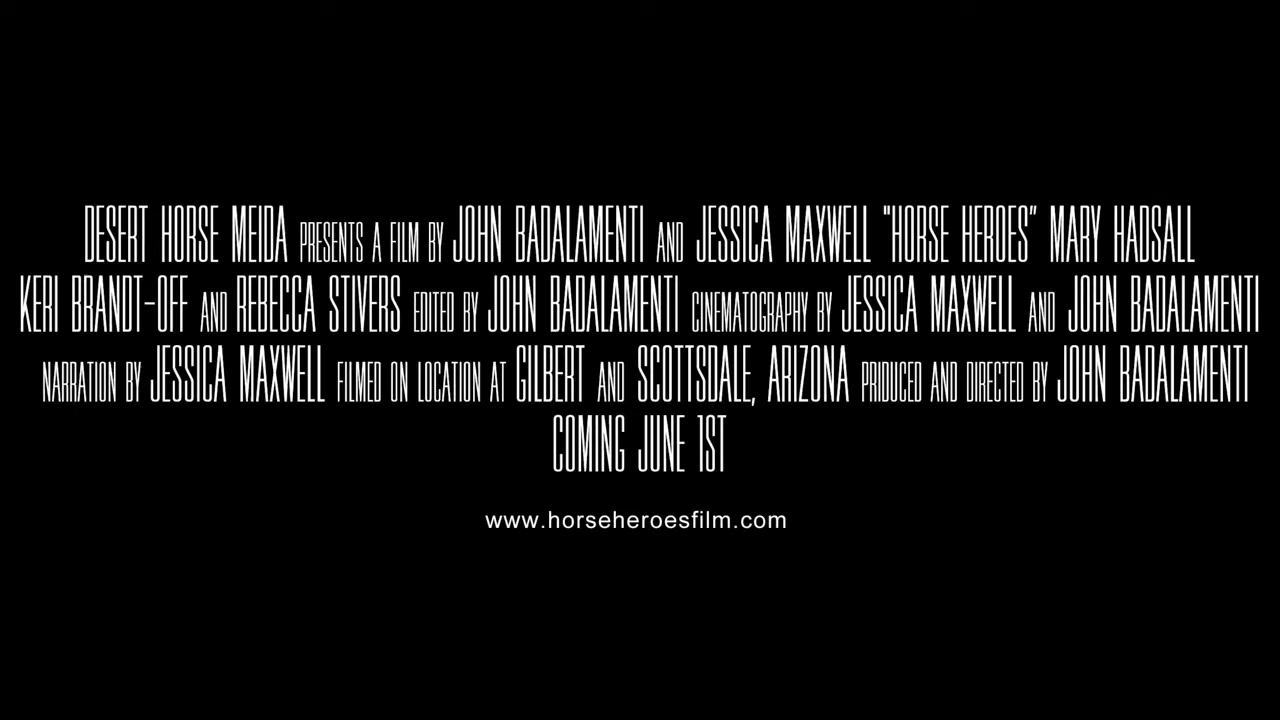 DESERT HORSE MEIDA PRESENTS A FILM BY JOHN BADALAMENTI AND JESSICA MAXWELL "HORSE HEROES" MARY HADSALL
KERI BRANDT-OFF AND REBECCA STIVERS EDITED BY JOHN BADALAMENTI CINEMATOGRAPHY BY JESSICA MAXWELL AND JOHN BADALAMENTI
NARRATION BY JESSICA MAXWELL FILMED ON LOCATION AT GILBERT AND SCOTTSDALE, ARIZONA PRODUCED AND DIRECTED BY JOHN BADALAMENTI
COMING JUNE 1ST
www.horseheroesfilm.com